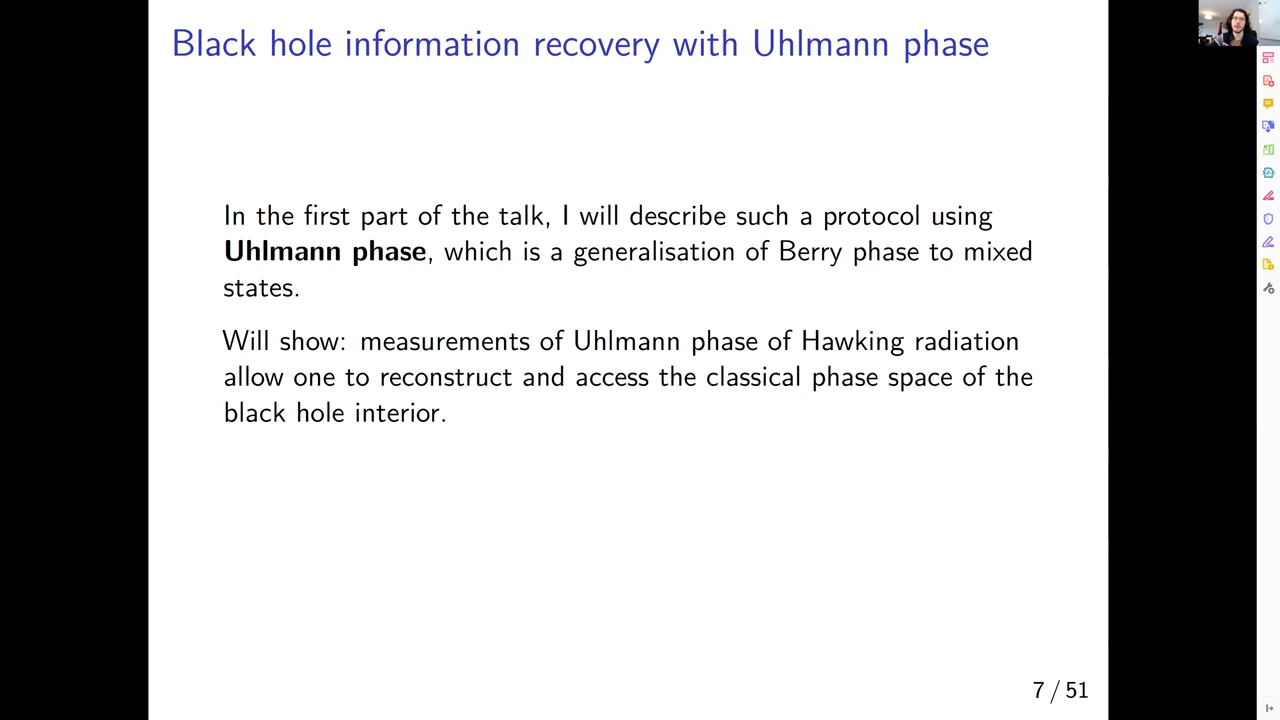 Black hole information recovery with Uhlmann phase
In the first part of the talk, I will describe such a protocol using
Uhlmann phase, which is a generalisation of Berry phase to mixed
states.
Will show: measurements of Uhlmann phase of Hawking radiation
allow one to reconstruct and access the classical phase space of the
black hole interior.
7 / 51